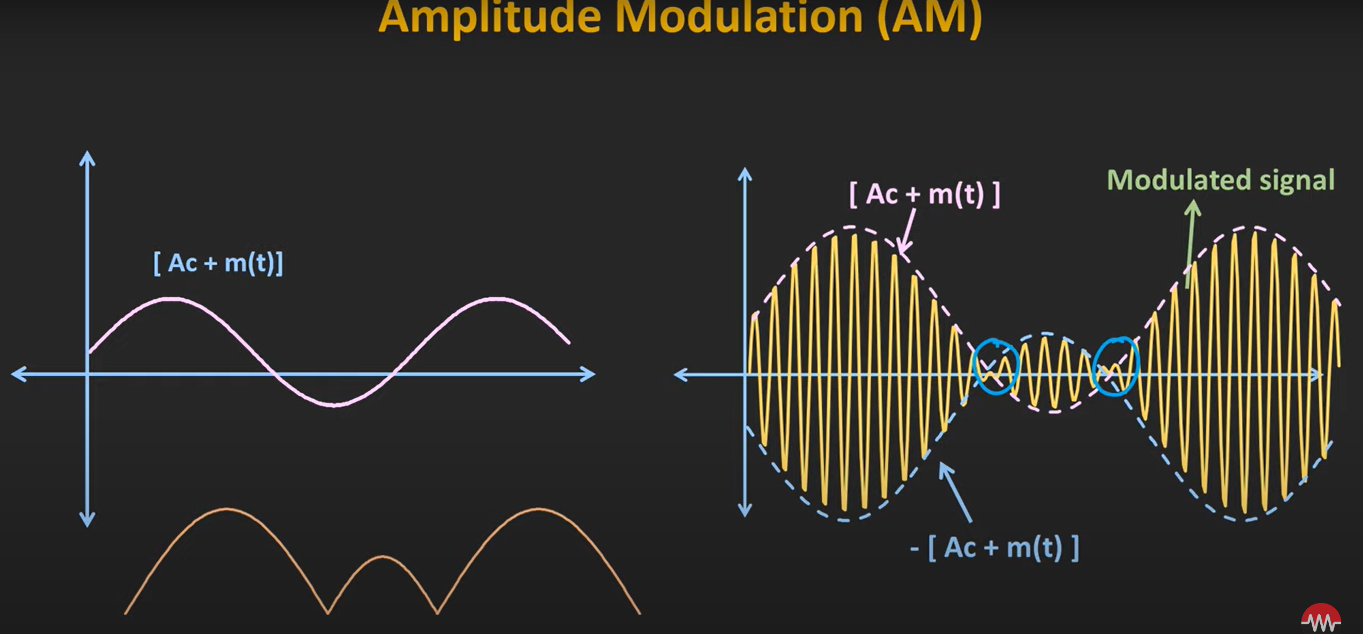 Amplitude Modulation (AM)
[ Ac + m(t)]
[ Ac + m(t) ]
Modulated signal
- [ Ac + m(t) ]